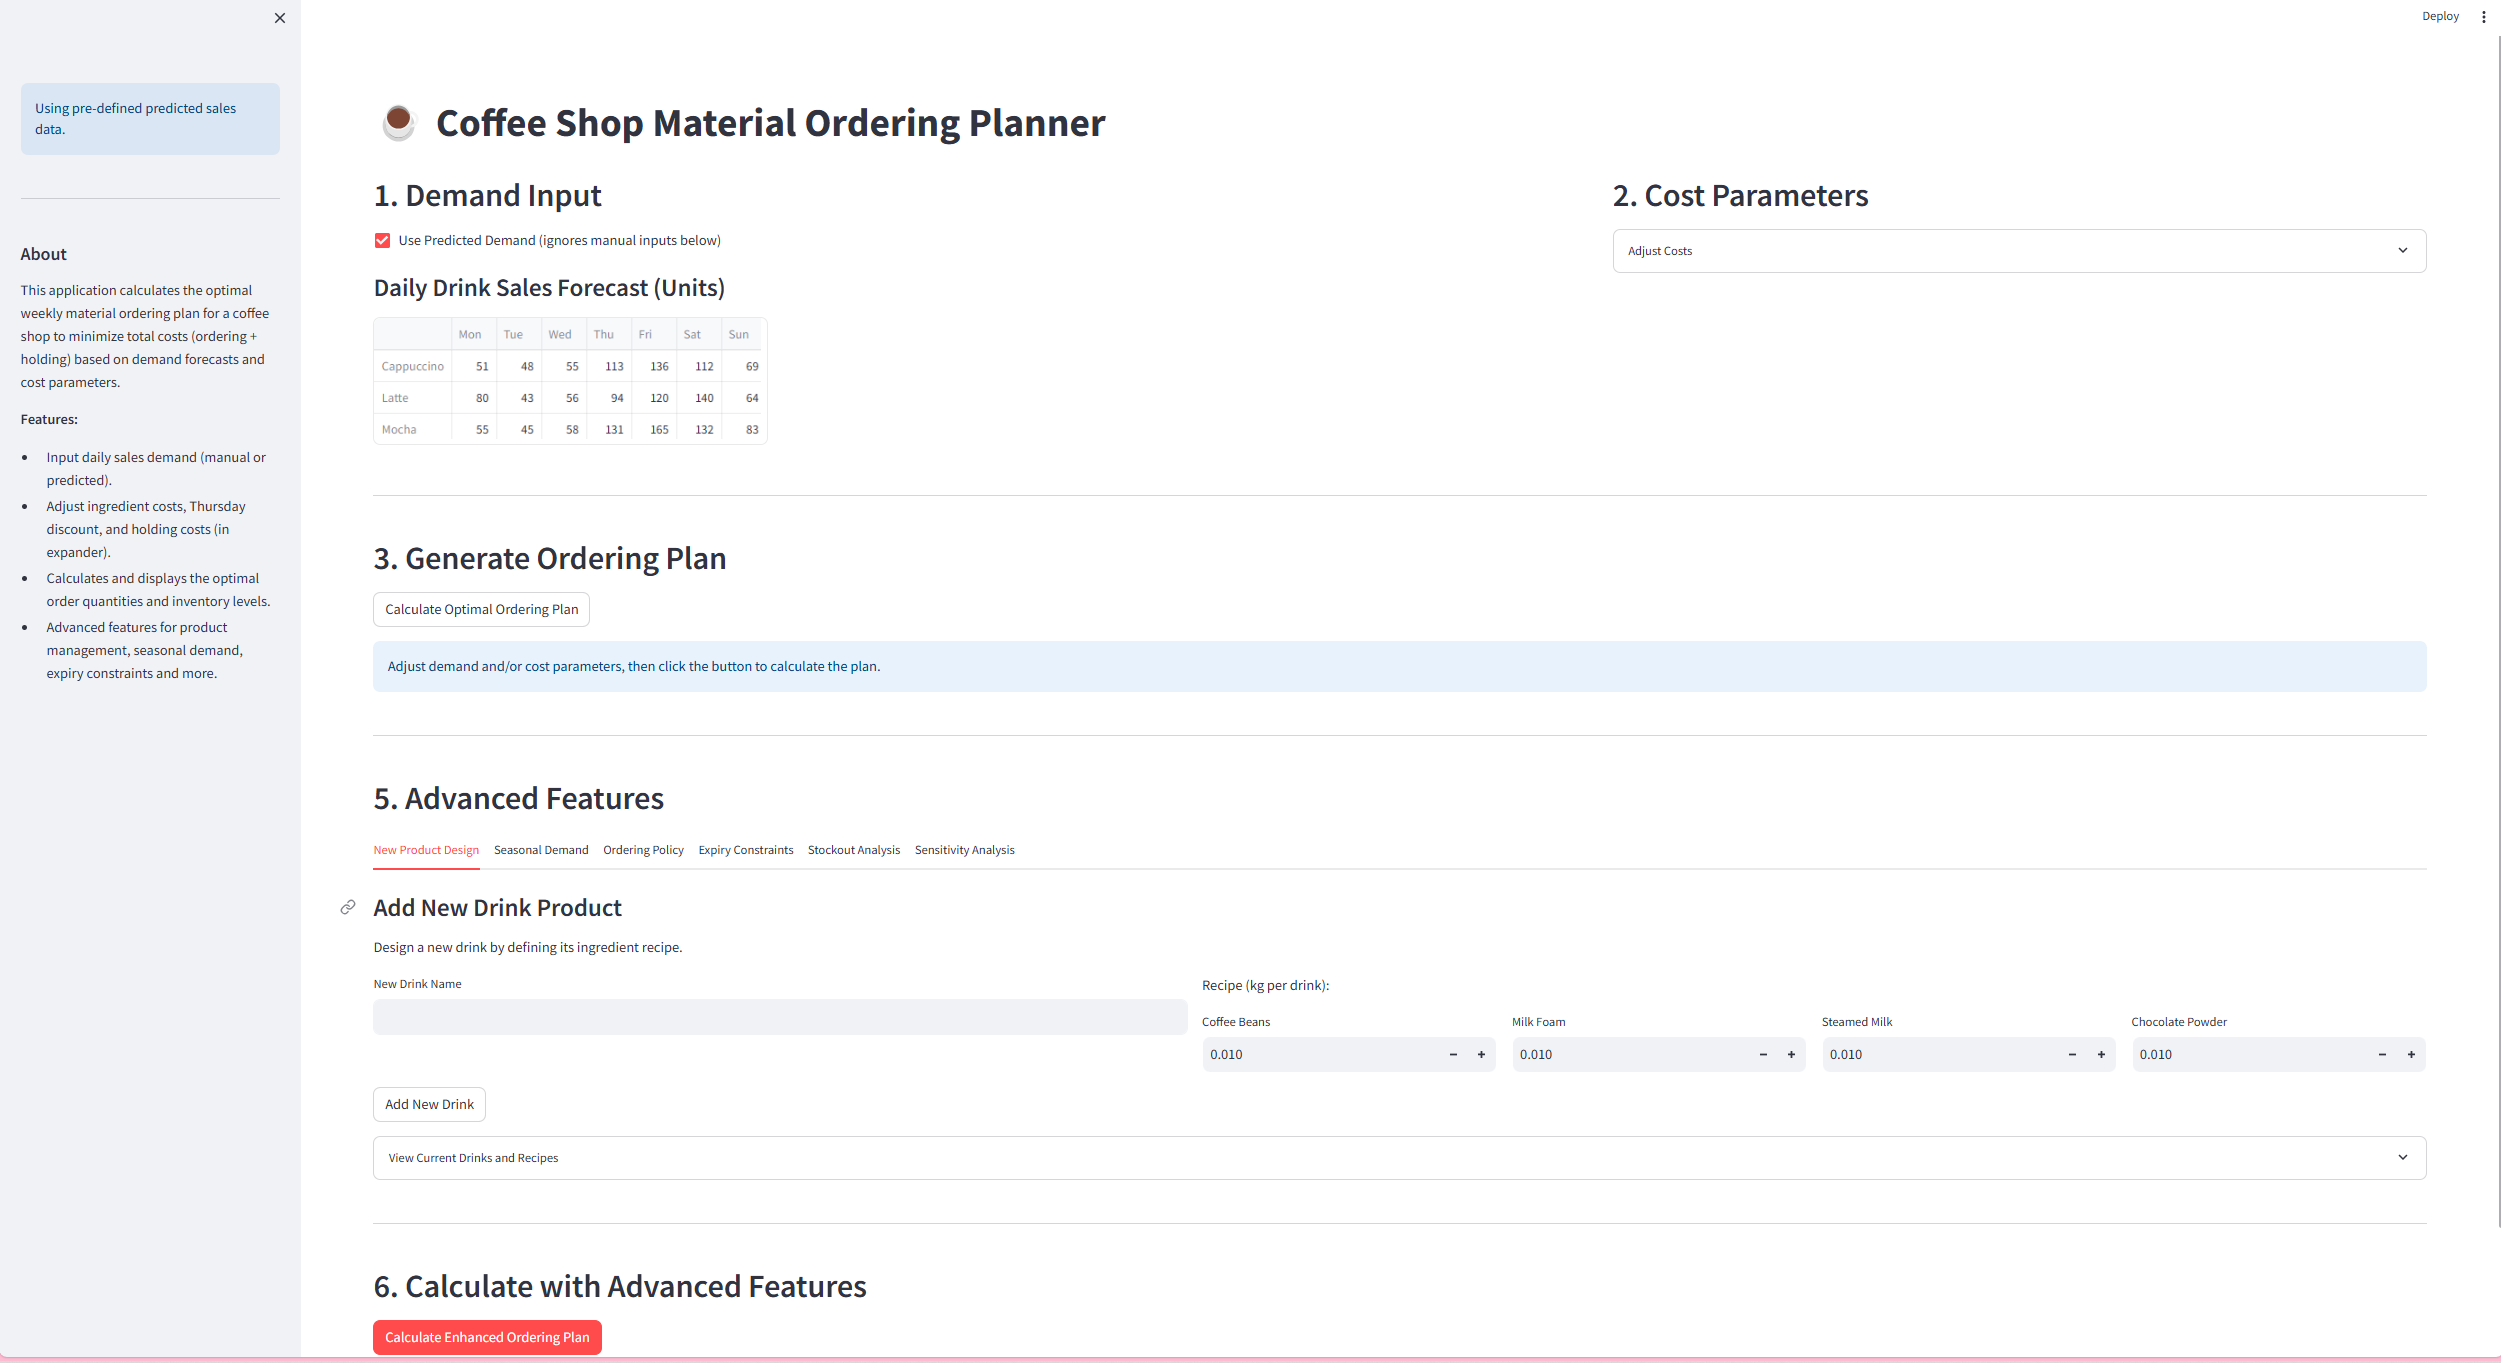 Deploy
Using pre-defined predicted sales
data.
About
This application calculates the optimal
weekly material ordering plan for a coffee
shop to minimize total costs (ordering +
holding) based on demand forecasts and
cost parameters.
Features:
Input daily sales demand (manual or
predicted).
Adjust ingredient costs, Thursday
discount, and holding costs (in
expander).
Calculates and displays the optimal
order quantities and inventory levels.
Advanced features for product
management, seasonal demand,
expiry constraints and more.
Coffee Shop Material Ordering Planner
1. Demand Input
Use Predicted Demand (ignores manual inputs below)
Daily Drink Sales Forecast (Units)
Mon Tue Wed Thu Fri Sat Sun
Cappuccino 51 48 55 113 136 112 69
Latte 80 43 56 94 120 140 64
Mocha 55 45 58 131 165 132 83
2. Cost Parameters
Adjust Costs
3. Generate Ordering Plan
Calculate Optimal Ordering Plan
Adjust demand and/or cost parameters, then click the button to calculate the plan.
5. Advanced Features
New Product Design Seasonal Demand Ordering Policy Expiry Constraints Stockout Analysis Sensitivity Analysis
Add New Drink Product
Design a new drink by defining its ingredient recipe.
New Drink Name
Recipe (kg per drink):
Coffee Beans Milk Foam Steamed Milk Chocolate Powder
0.010 − + 0.010 − + 0.010 − + 0.010 − +
Add New Drink
View Current Drinks and Recipes
6. Calculate with Advanced Features
Calculate Enhanced Ordering Plan